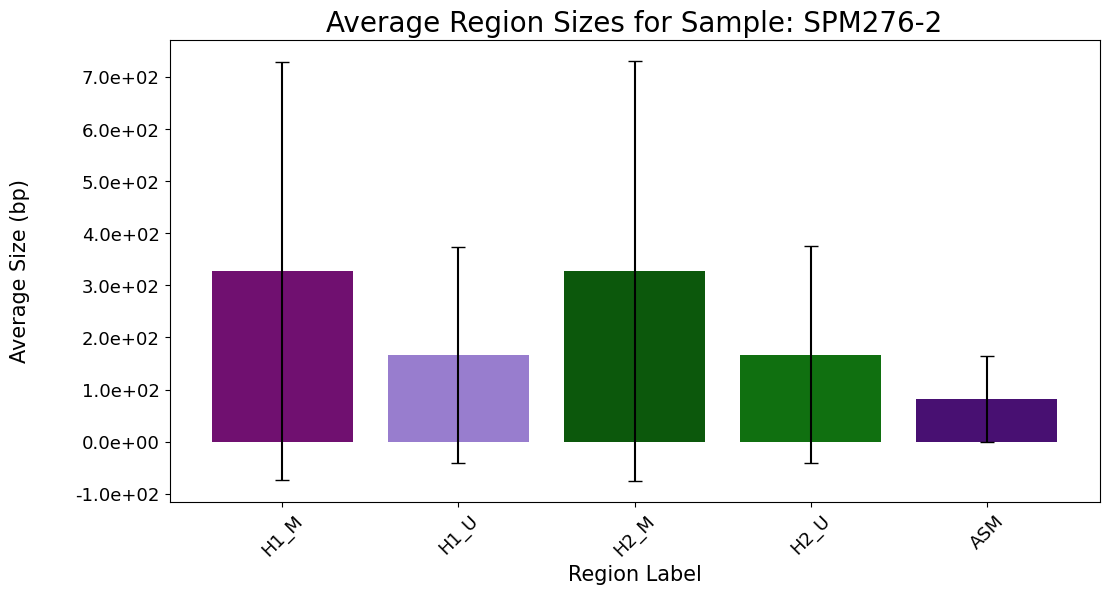 Average Region Sizes for Sample: SPM276-2
Average Size (bp)
7.0e+02
6.0e+02
5.0e+02
4.0e+02
3.0e+02
2.0e+02
1.0e+02
0.0e+00
-1.0e+02
H1_M
H1_U
H2_M
H2_U
ASM
Region Label